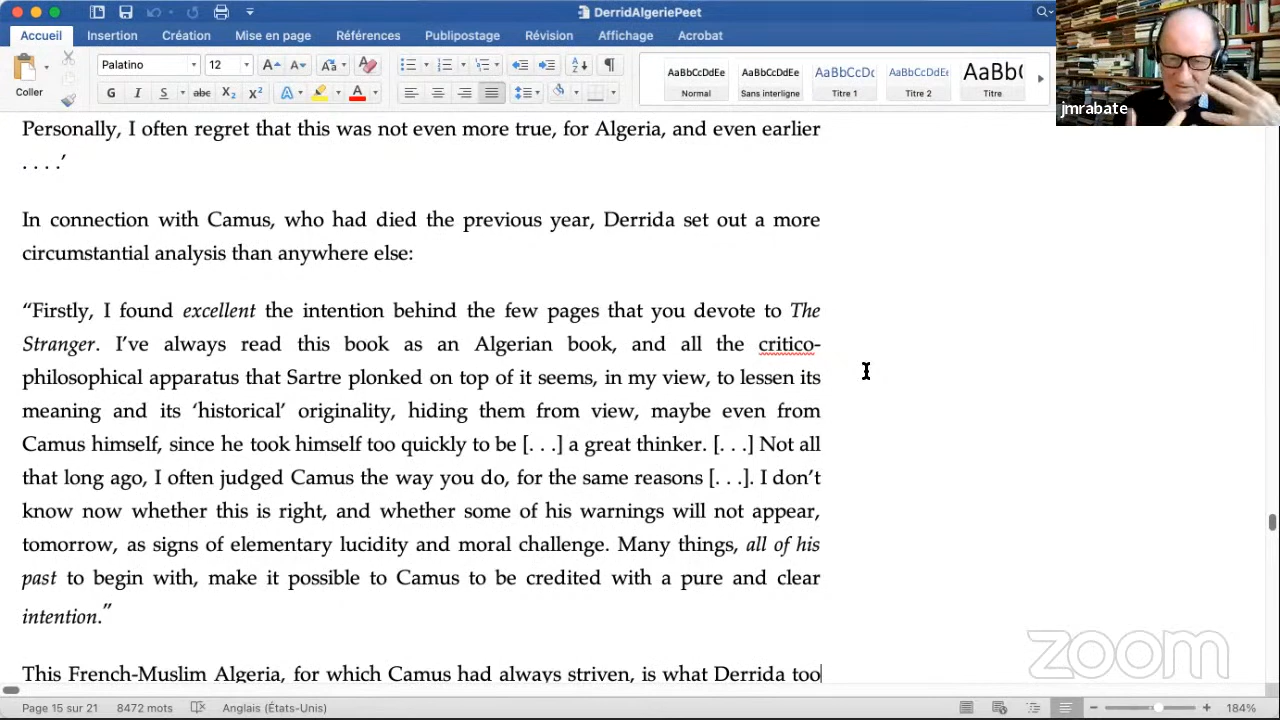 DerridAlgeriePeet
Accueil Insertion Création Mise en page Références Publipostage Révision Affichage Acrobat
Palatino 12 Aa
Coller G I S abc X₂ X² A A
AaBbCcDdEe AaBbCcDdEe AaBbCcDc AaBbCcDdEe AaBb(
Normal Sans interligne Titre 1 Titre 2 Titre
jmrabate
Personally, I often regret that this was not even more true, for Algeria, and even earlier
. . . .’
In connection with Camus, who had died the previous year, Derrida set out a more
circumstantial analysis than anywhere else:
“Firstly, I found excellent the intention behind the few pages that you devote to The
Stranger. I’ve always read this book as an Algerian book, and all the critico-
philosophical apparatus that Sartre plonked on top of it seems, in my view, to lessen its
meaning and its ‘historical’ originality, hiding them from view, maybe even from
Camus himself, since he took himself too quickly to be [. . .] a great thinker. [. . .] Not all
that long ago, I often judged Camus the way you do, for the same reasons [. . .]. I don’t
know now whether this is right, and whether some of his warnings will not appear,
tomorrow, as signs of elementary lucidity and moral challenge. Many things, all of his
past to begin with, make it possible to Camus to be credited with a pure and clear
intention.”
This French-Muslim Algeria, for which Camus had always striven, is what Derrida too
zoom
Page 15 sur 21 8472 mots Anglais (États-Unis) 184%